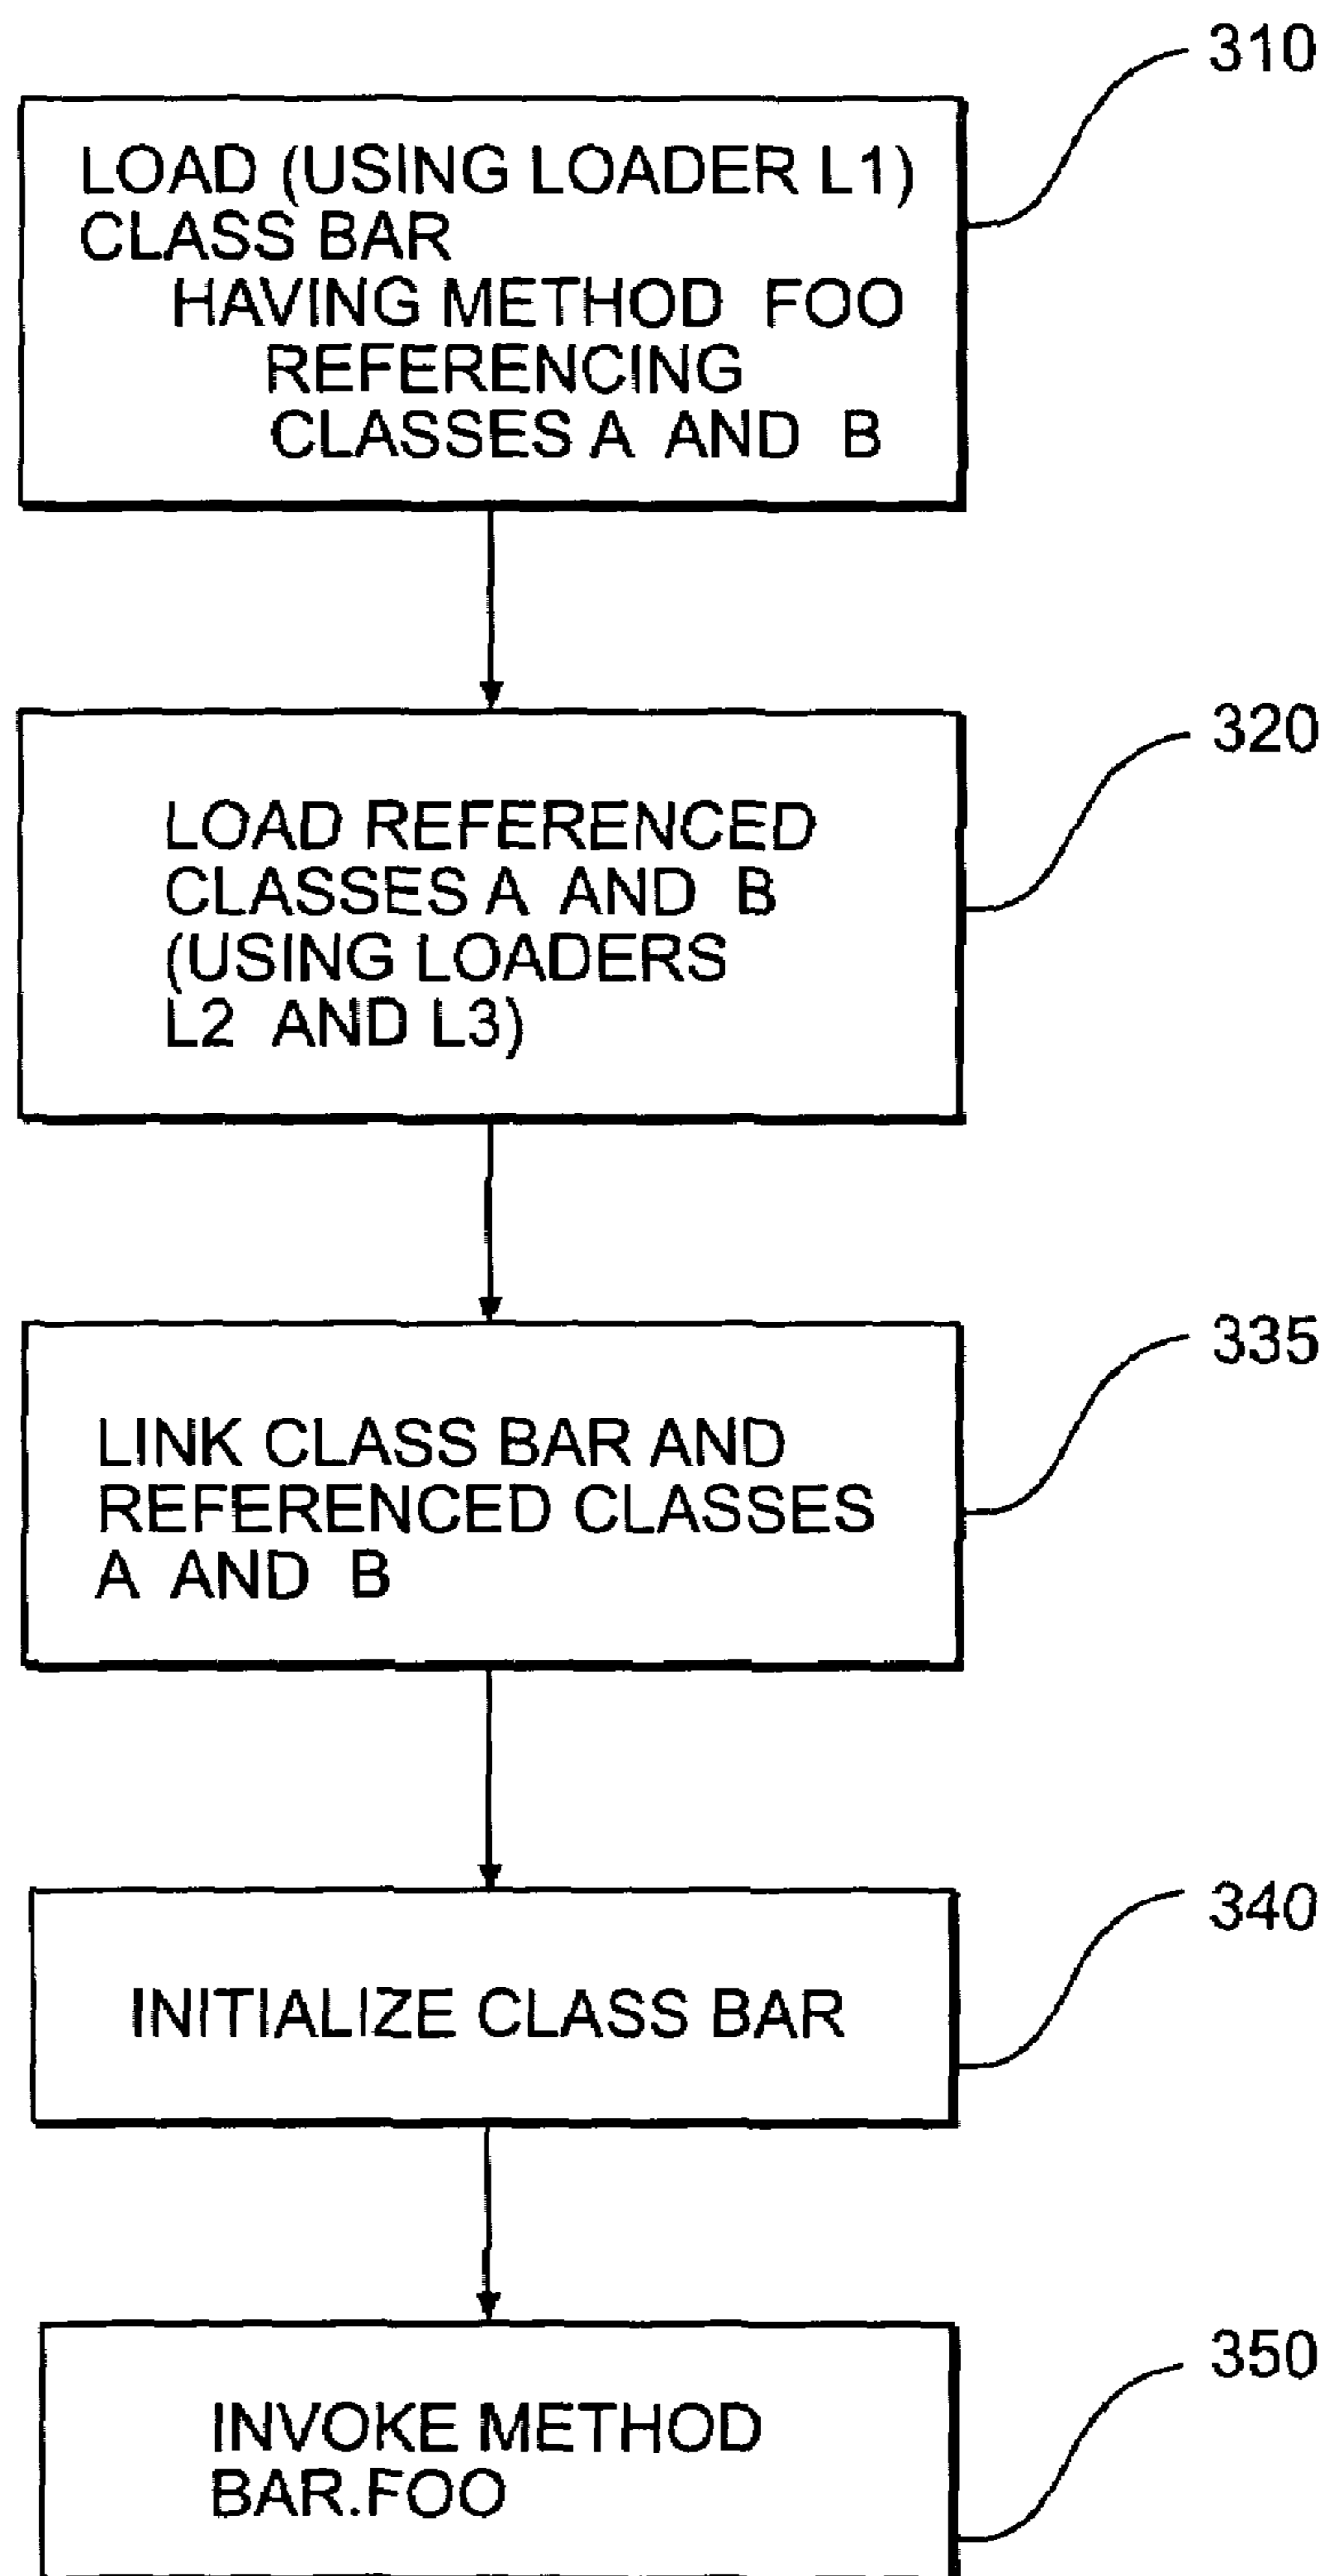 310
LOAD (USING LOADER L1)
CLASS BAR
HAVING METHOD FOO
REFERENCING
CLASSES A AND B
320
LOAD REFERENCED
CLASSES A AND B
(USING LOADERS
L2 AND L3)
335
LINK CLASS BAR AND
REFERENCED CLASSES
A AND B
340
INITIALIZE CLASS BAR
350
INVOKE METHOD
BAR.FOO